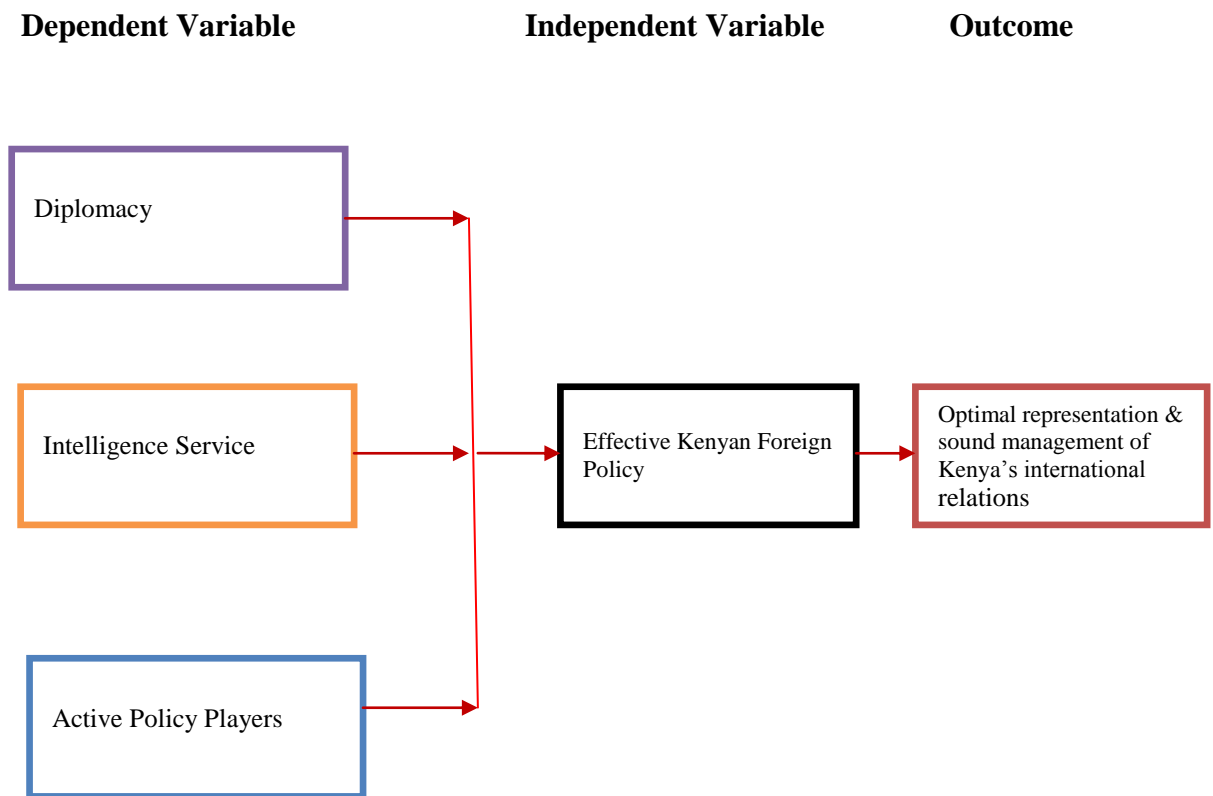 Dependent Variable
Independent Variable
Outcome
Diplomacy
Intelligence Service
Effective Kenyan Foreign
Policy
Optimal representation &
sound management of
Kenya’s international
relations
Active Policy Players